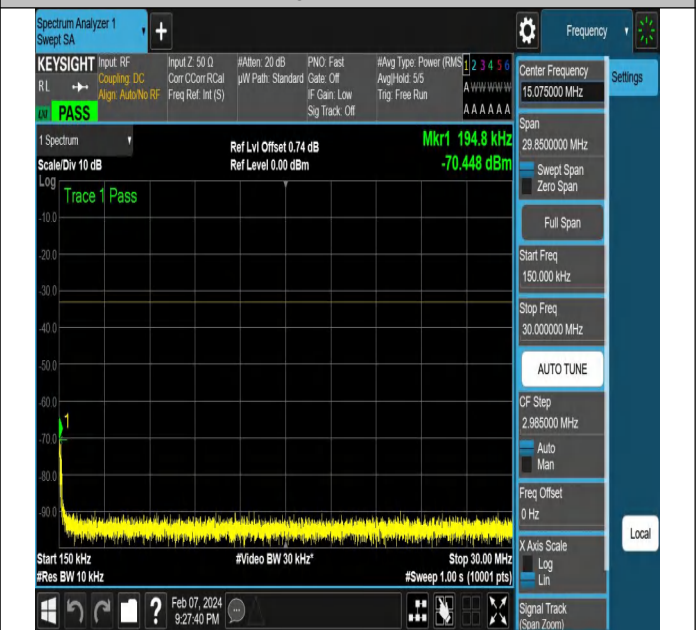 Spectrum Analyzer 1
Swept SA
+
Frequency
KEYSIGHT
RL
PASS
Input: RF
Coupling: DC
Align: Auto/No RF
Input Z: 50 Ω
Corr CCorr RCal
Freq Ref: Int (S)
#Atten: 20 dB
µW Path: Standard
PNO: Fast
Gate: Off
IF Gain: Low
Sig Track: Off
#Avg Type: Power (RMS
Avg|Hold: 5/5
Trig: Free Run
1 2 3 4 5 6
A W W W W W
A A A A A A
1 Spectrum
Scale/Div 10 dB
Ref Lvl Offset 0.74 dB
Ref Level 0.00 dBm
Mkr1 194.8 kHz
-70.448 dBm
Log
Trace 1 Pass
-10.0
-20.0
-30.0
-40.0
-50.0
-60.0
-70.0
-80.0
-90.0
1
Start 150 kHz
#Res BW 10 kHz
#Video BW 30 kHz*
Stop 30.00 MHz
#Sweep 1.00 s (10001 pts)
Feb 07, 2024
9:27:40 PM
Center Frequency
15.075000 MHz
Settings
Span
29.8500000 MHz
Swept Span
Zero Span
Full Span
Start Freq
150.000 kHz
Stop Freq
30.000000 MHz
AUTO TUNE
CF Step
2.985000 MHz
Auto
Man
Freq Offset
0 Hz
X Axis Scale
Log
Lin
Local
Signal Track
(Span Zoom)